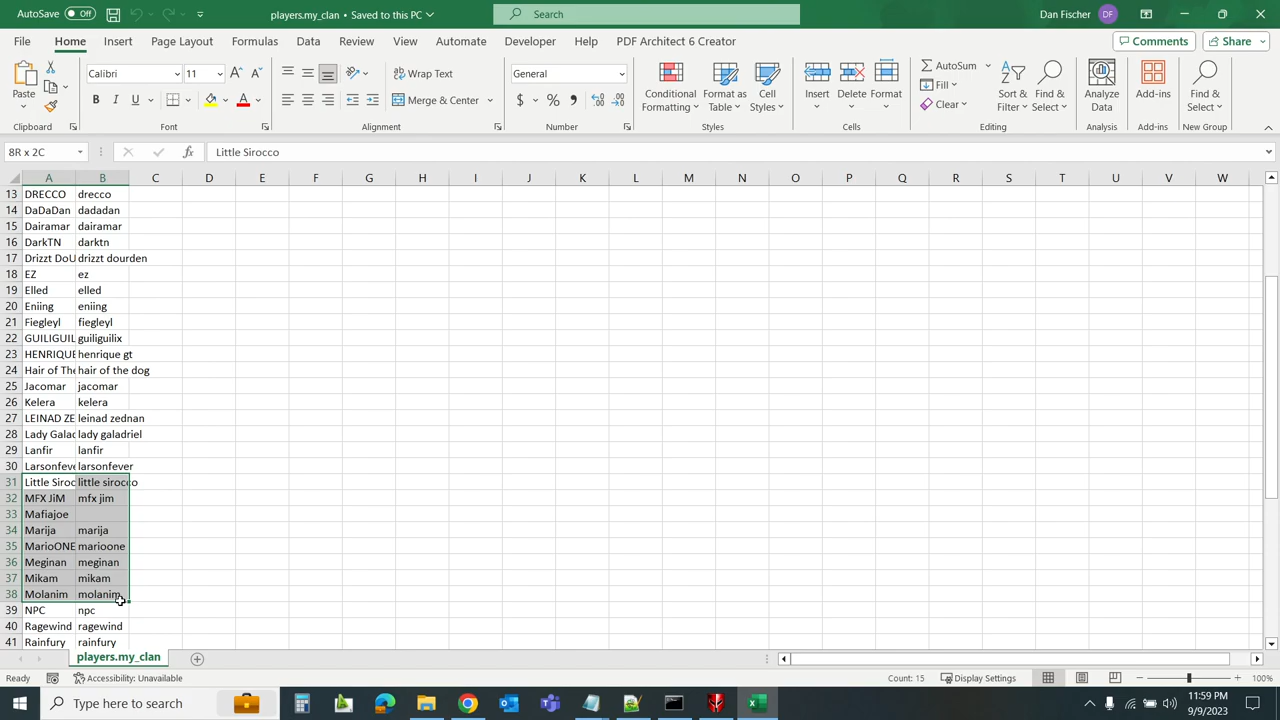 AutoSave Off players.my_clan • Saved to this PC Search Dan Fischer DF
File Home Insert Page Layout Formulas Data Review View Automate Developer Help PDF Architect 6 Creator Comments Share
Paste Calibri 11 A A Wrap Text General Conditional Formatting Format as Table Cell Styles Insert Delete Format AutoSum Sort & Filter Find & Select Analyze Data Add-ins Find & Select
B I U A Merge & Center $ % , Fill
Clear
Clipboard Font Alignment Number Styles Cells Editing Analysis Add-ins New Group
8R x 2C fx Little Sirocco
A B C D E F G H I J K L M N O P Q R S T U V W
13 DRECCO drecco
14 DaDaDan dadadan
15 Dairamar dairamar
16 DarkTN darktn
17 Drizzt DoU drizzt dourden
18 EZ ez
19 Elled elled
20 Eniing eniing
21 Fiegleyl fiegleyl
22 GUILIGUIL guiliguilix
23 HENRIQUE henrique gt
24 Hair of The hair of the dog
25 Jacomar jacomar
26 Kelera kelera
27 LEINAD ZE leinad zednan
28 Lady Galad lady galadriel
29 Lanfir lanfir
30 Larsonfeve larsonfever
31 Little Siroc little sirocco
32 MFX JiM mfx jim
33 Mafiajoe
34 Marija marija
35 MarioONE marioone
36 Meginan meginan
37 Mikam mikam
38 Molanim molanim
39 NPC npc
40 Ragewind ragewind
41 Rainfury rainfury
players.my_clan
Ready Accessibility: Unavailable Count: 15 Display Settings 100%
Type here to search 11:59 PM
9/9/2023